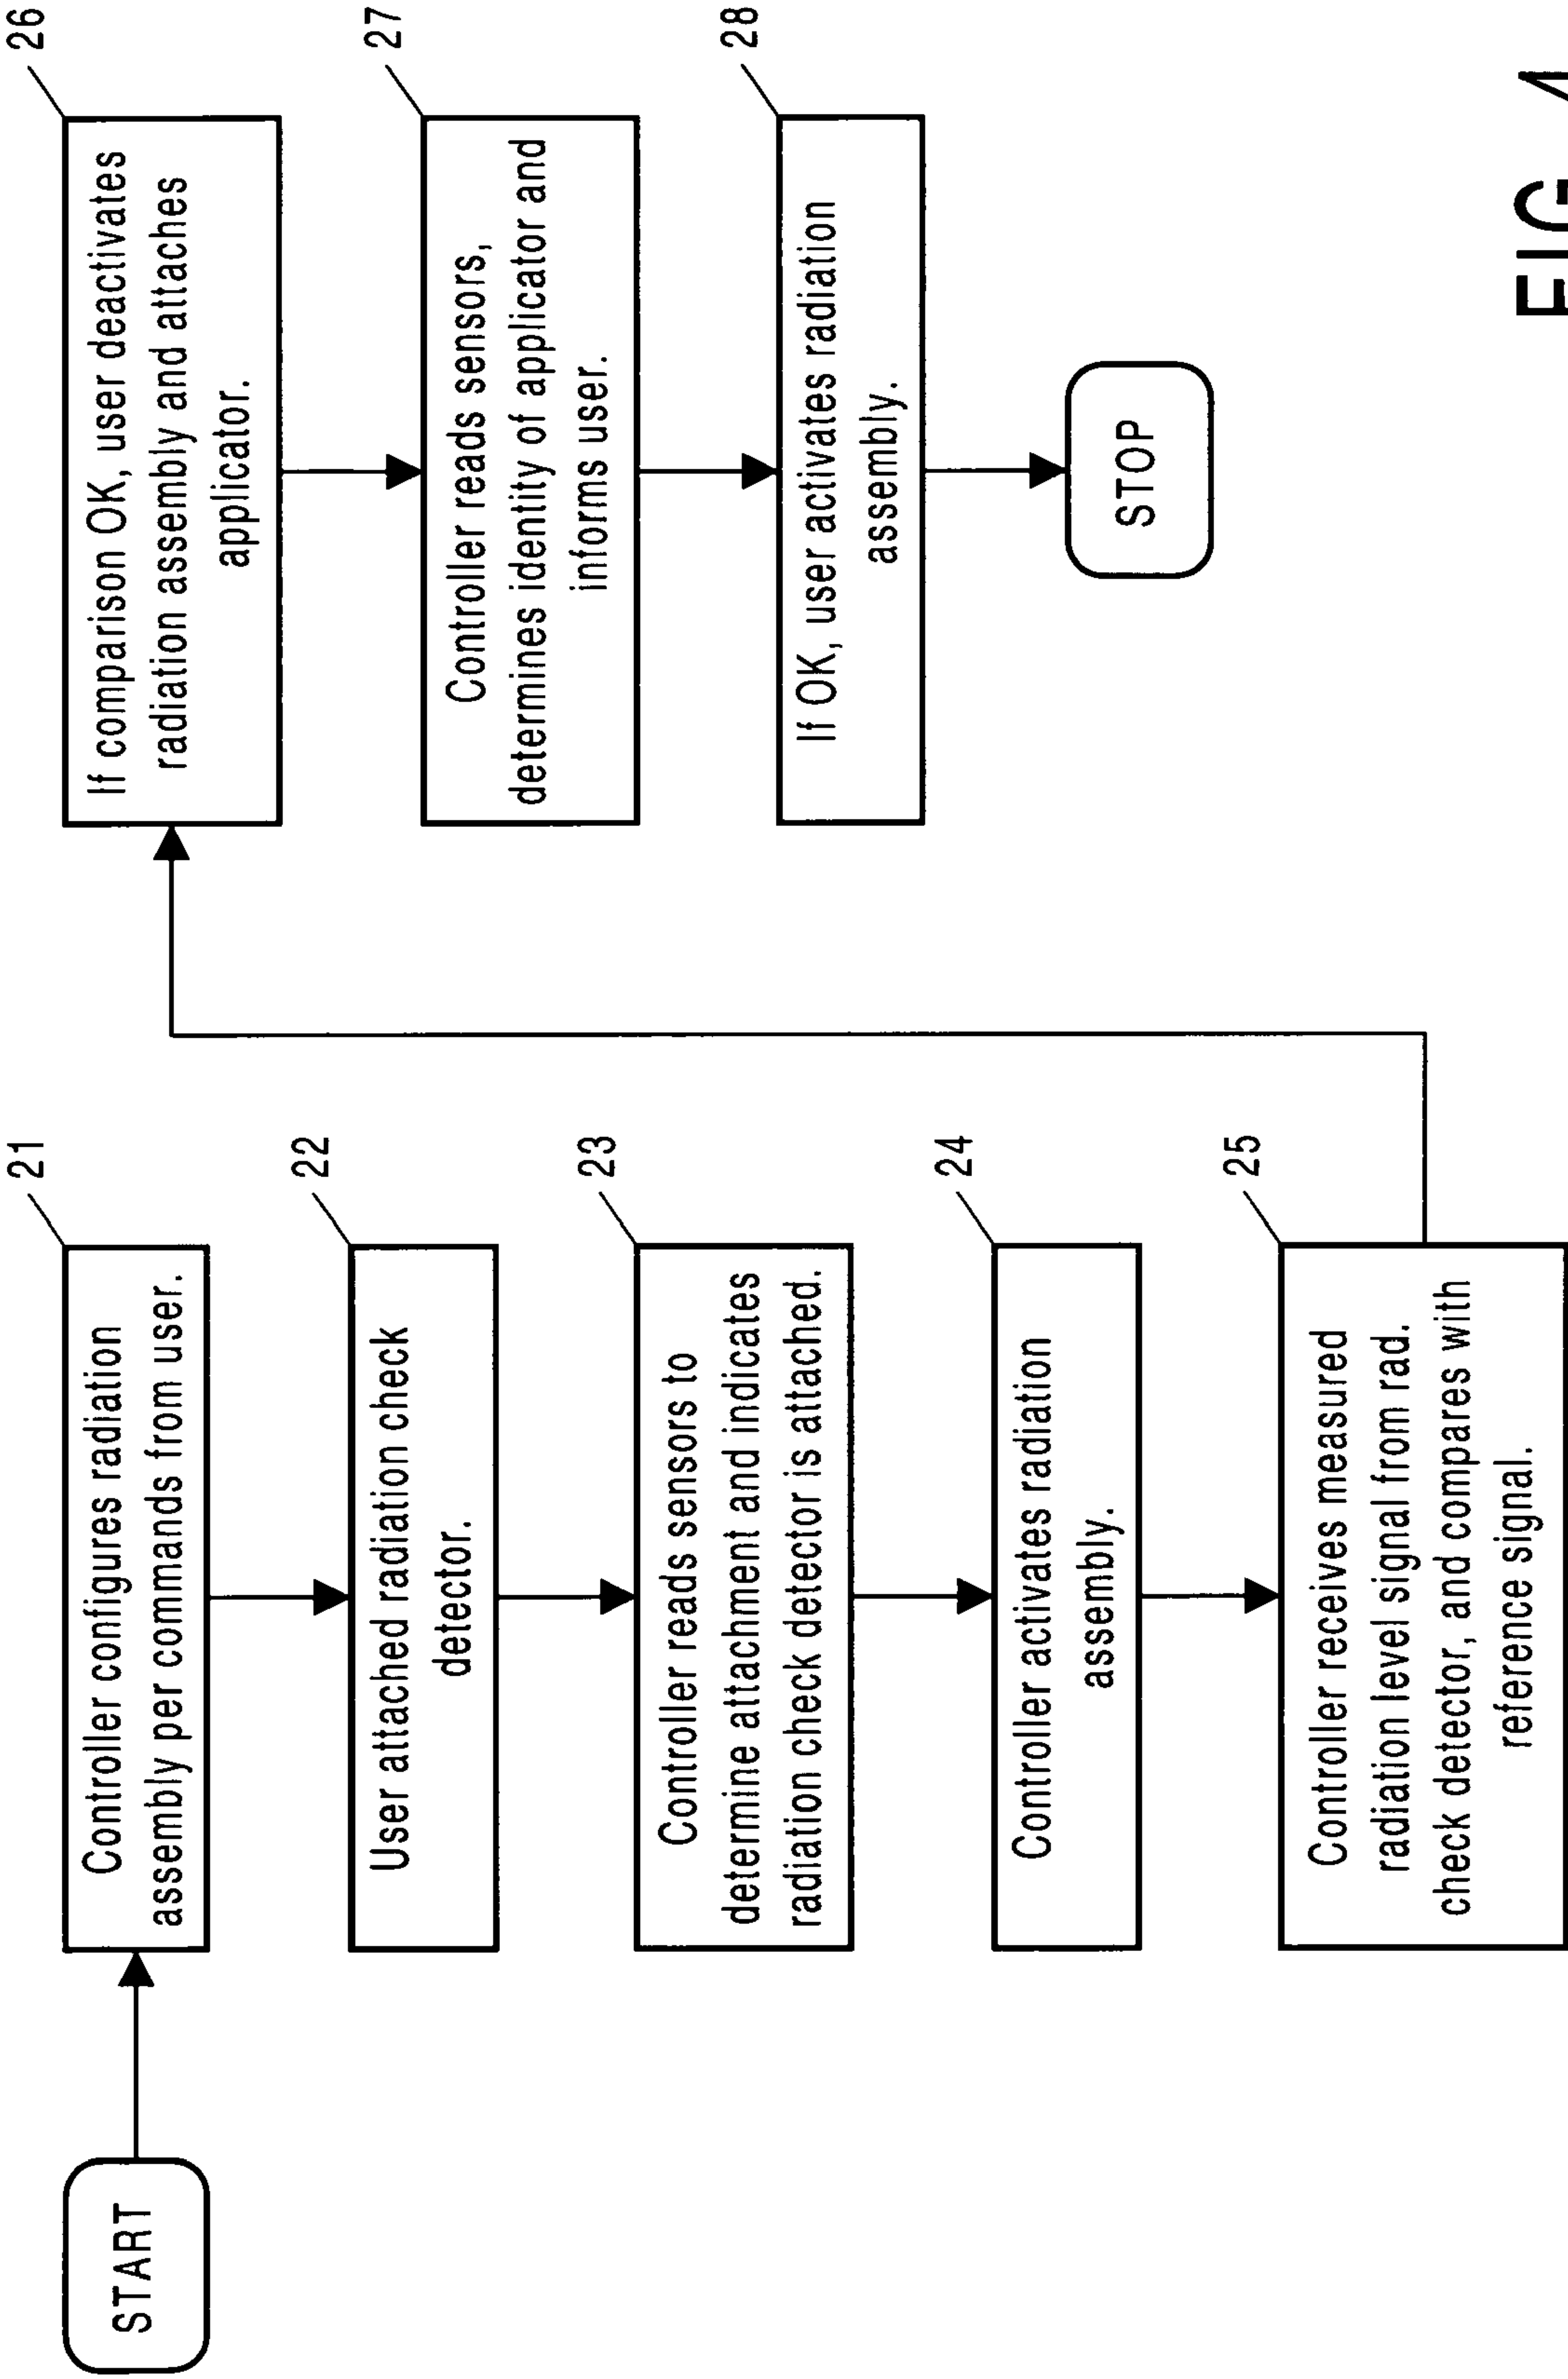 START
21
Controller configures radiation
assembly per commands from user.
22
User attached radiation check
detector.
23
Controller reads sensors to
determine attachment and indicates
radiation check detector is attached.
24
Controller activates radiation
assembly.
25
Controller receives measured
radiation level signal from rad.
check detector, and compares with
reference signal.
26
If comparison OK, user deactivates
radiation assembly and attaches
applicator.
27
Controller reads sensors,
determines identity of applicator and
informs user.
28
If OK, user activates radiation
assembly.
STOP
FIG. 4